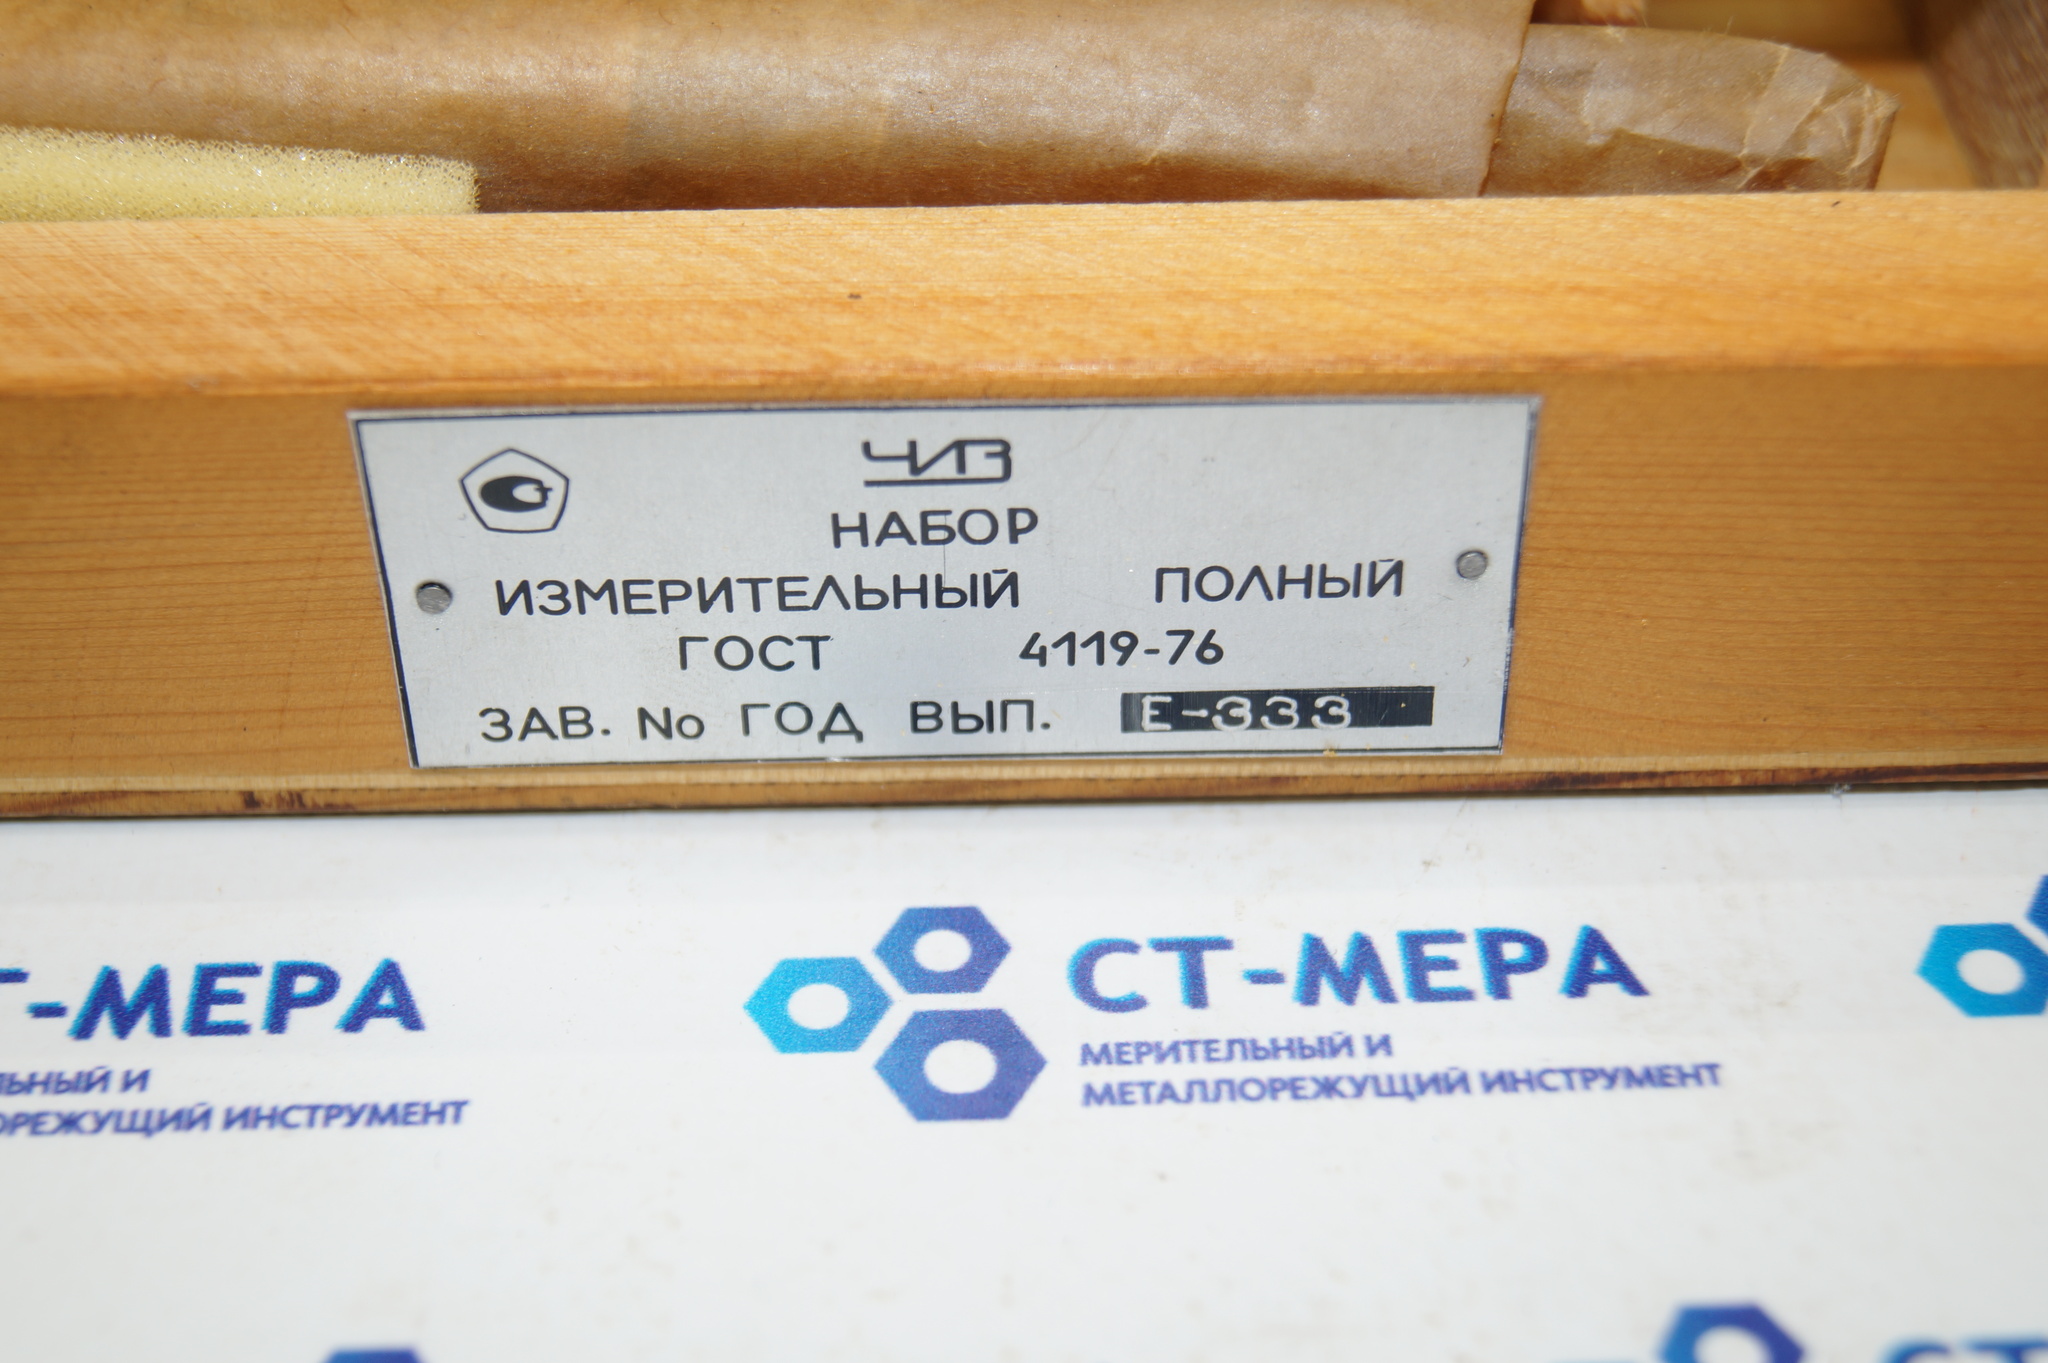 ЧИЗ
НАБОР
ИЗМЕРИТЕЛЬНЫЙ ПОЛНЫЙ
ГОСТ 4119-76
ЗАВ. No ГОД ВЫП. Е-333
Т-МЕРА
ЛЬНЫЙ И
ОРЕЖУЩИЙ ИНСТРУМЕНТ
СТ-МЕРА
МЕРИТЕЛЬНЫЙ И
МЕТАЛЛОРЕЖУЩИЙ ИНСТРУМЕНТ